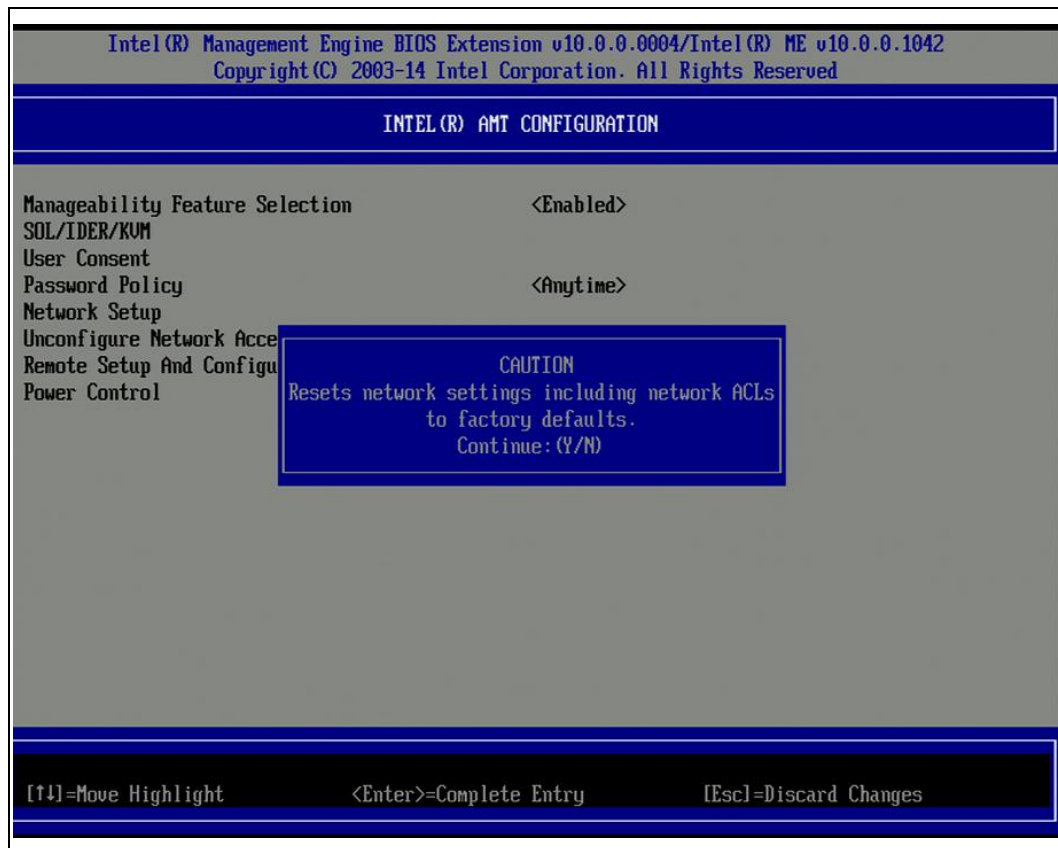 Intel(R) Management Engine BIOS Extension v10.0.0.0004/Intel(R) ME v10.0.0.1042
Copyright(C) 2003-14 Intel Corporation. All Rights Reserved
INTEL(R) AMT CONFIGURATION
Manageability Feature Selection <Enabled>
SOL/IDER/KVM
User Consent
Password Policy <Anytime>
Network Setup
Unconfigure Network Acce
Remote Setup And Configu
Power Control
CAUTION
Resets network settings including network ACLs
to factory defaults.
Continue:(Y/N)
[↑↓]=Move Highlight <Enter>=Complete Entry [Esc]=Discard Changes